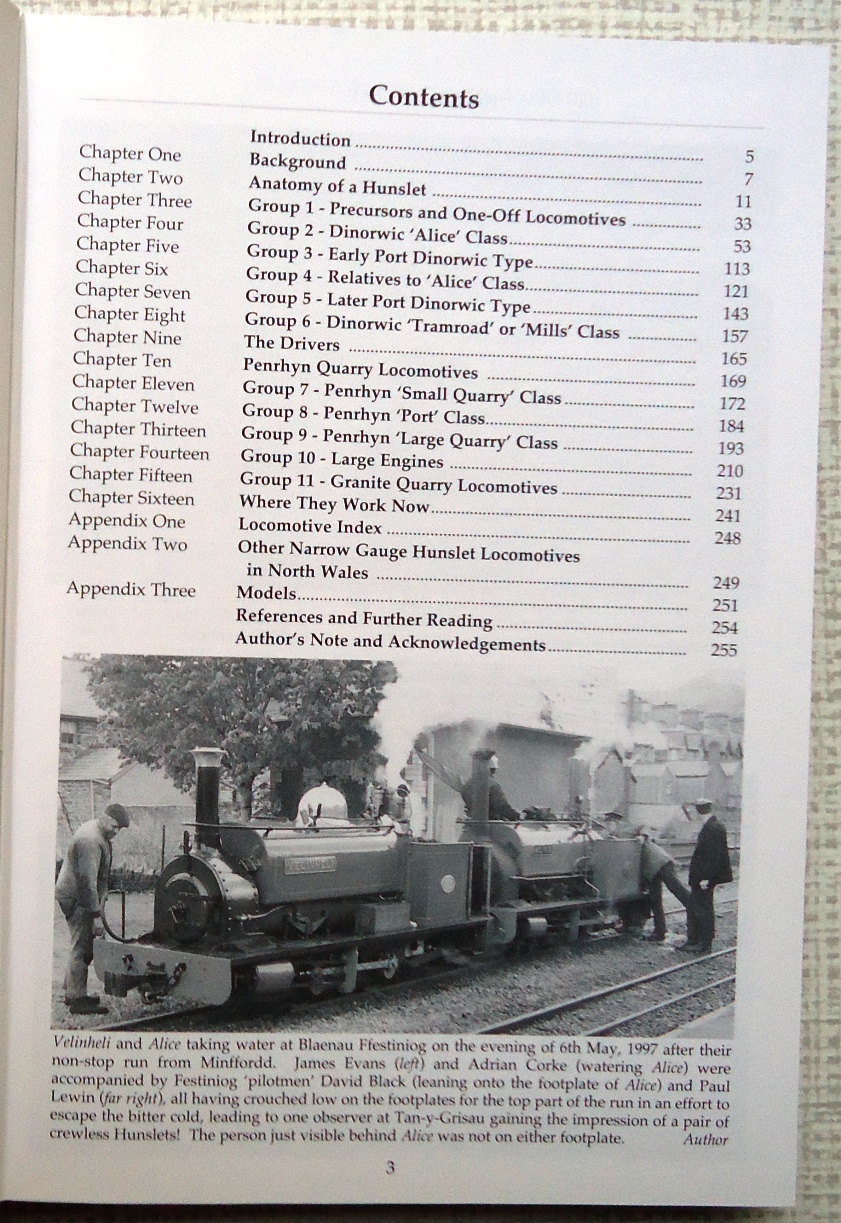 Contents
Introduction ........ 5
Chapter One Background ........ 7
Chapter Two Anatomy of a Hunslet ........ 11
Chapter Three Group 1 - Precursors and One-Off Locomotives ........ 33
Chapter Four Group 2 - Dinorwic 'Alice' Class ........ 53
Chapter Five Group 3 - Early Port Dinorwic Type ........ 113
Chapter Six Group 4 - Relatives to 'Alice' Class ........ 121
Chapter Seven Group 5 - Later Port Dinorwic Type ........ 143
Chapter Eight Group 6 - Dinorwic 'Tramroad' or 'Mills' Class ........ 157
Chapter Nine The Drivers ........ 165
Chapter Ten Penrhyn Quarry Locomotives ........ 169
Chapter Eleven Group 7 - Penrhyn 'Small Quarry' Class ........ 172
Chapter Twelve Group 8 - Penrhyn 'Port' Class ........ 184
Chapter Thirteen Group 9 - Penrhyn 'Large Quarry' Class ........ 193
Chapter Fourteen Group 10 - Large Engines ........ 210
Chapter Fifteen Group 11 - Granite Quarry Locomotives ........ 231
Chapter Sixteen Where They Work Now ........ 241
Appendix One Locomotive Index ........ 248
Appendix Two Other Narrow Gauge Hunslet Locomotives
in North Wales ........ 249
Appendix Three Models ........ 251
References and Further Reading ........ 254
Author's Note and Acknowledgements ........ 255
VELINHELI
Velinheli and Alice taking water at Blaenau Ffestiniog on the evening of 6th May, 1997 after their
non-stop run from Minffordd. James Evans (left) and Adrian Corke (watering Alice) were
accompanied by Festiniog 'pilotmen' David Black (leaning onto the footplate of Alice) and Paul
Lewin (far right), all having crouched low on the footplates for the top part of the run in an effort to
escape the bitter cold, leading to one observer at Tan-y-Grisau gaining the impression of a pair of
crewless Hunslets! The person just visible behind Alice was not on either footplate. Author
3